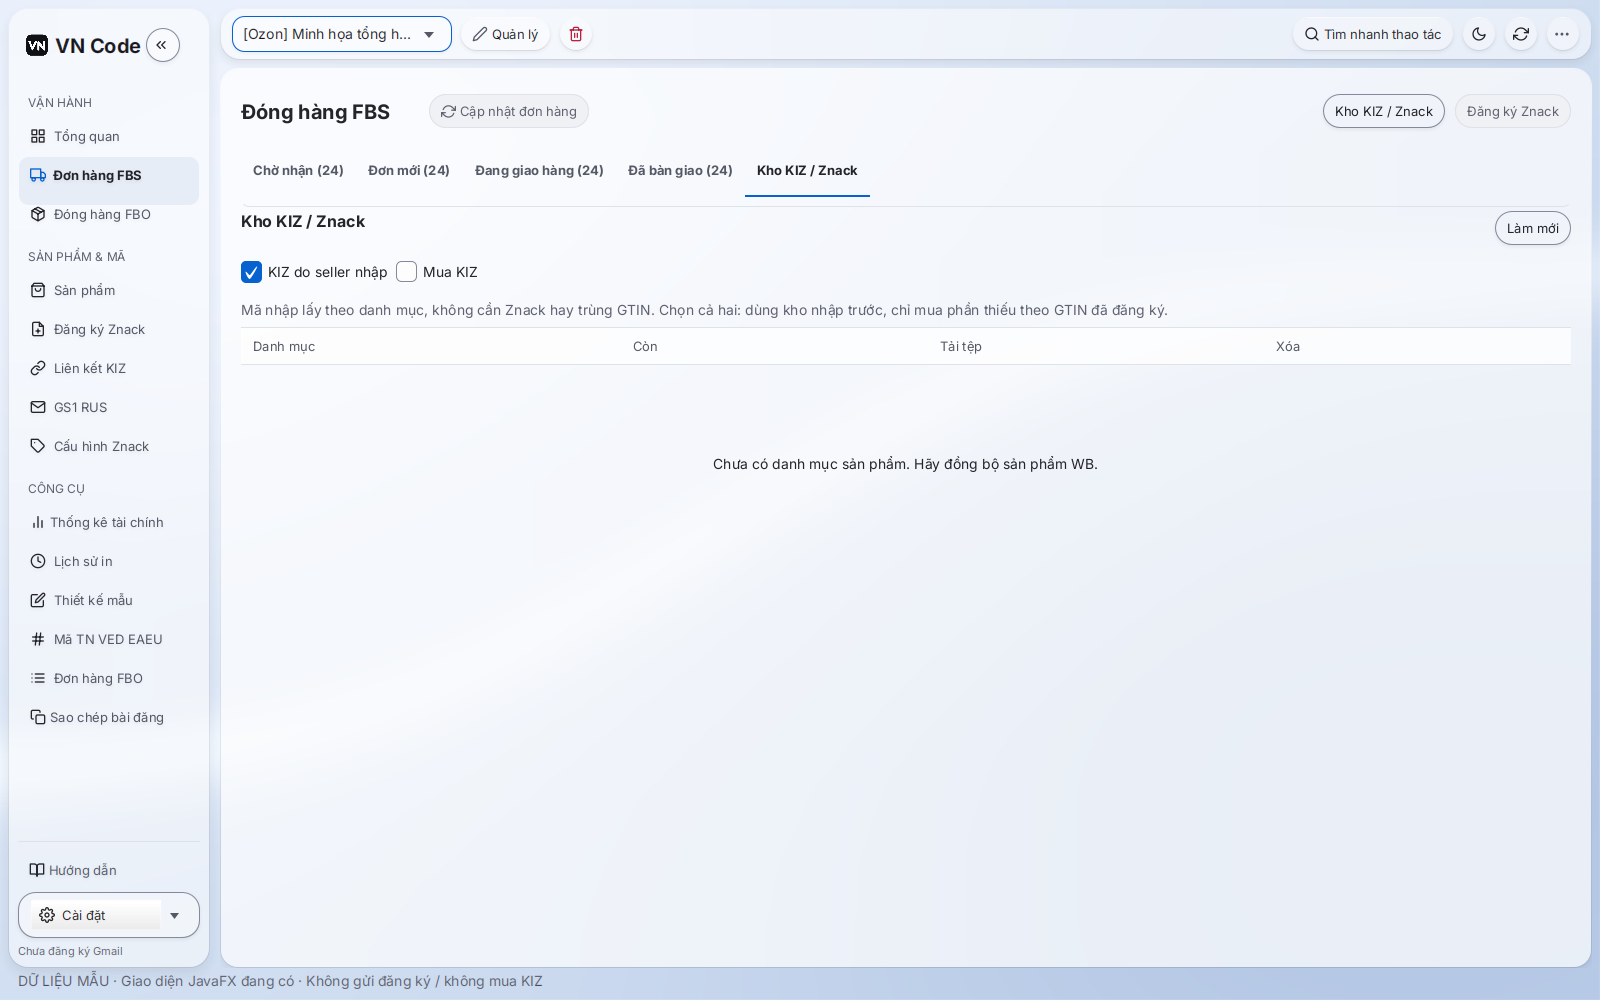 VN VN Code
VẬN HÀNH
Tổng quan
Đơn hàng FBS
Đóng hàng FBO
SẢN PHẨM & MÃ
Sản phẩm
Đăng ký Znack
Liên kết KIZ
GS1 RUS
Cấu hình Znack
CÔNG CỤ
Thống kê tài chính
Lịch sử in
Thiết kế mẫu
Mã TN VED EAEU
Đơn hàng FBO
Sao chép bài đăng
Hướng dẫn
Cài đặt
Chưa đăng ký Gmail
[Ozon] Minh họa tổng h... Quản lý Tìm nhanh thao tác
Đóng hàng FBS Cập nhật đơn hàng Kho KIZ / Znack Đăng ký Znack
Chờ nhận (24) Đơn mới (24) Đang giao hàng (24) Đã bàn giao (24) Kho KIZ / Znack
Kho KIZ / Znack Làm mới
KIZ do seller nhập Mua KIZ
Mã nhập lấy theo danh mục, không cần Znack hay trùng GTIN. Chọn cả hai: dùng kho nhập trước, chỉ mua phần thiếu theo GTIN đã đăng ký.
Danh mục Còn Tải tệp Xóa
Chưa có danh mục sản phẩm. Hãy đồng bộ sản phẩm WB.
DỮ LIỆU MẪU · Giao diện JavaFX đang có · Không gửi đăng ký / không mua KIZ